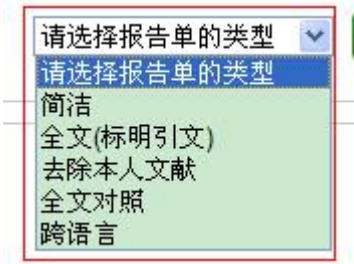 请选择报告单的类型
请选择报告单的类型
简洁
全文(标明引文)
去除本人文献
全文对照
跨语言